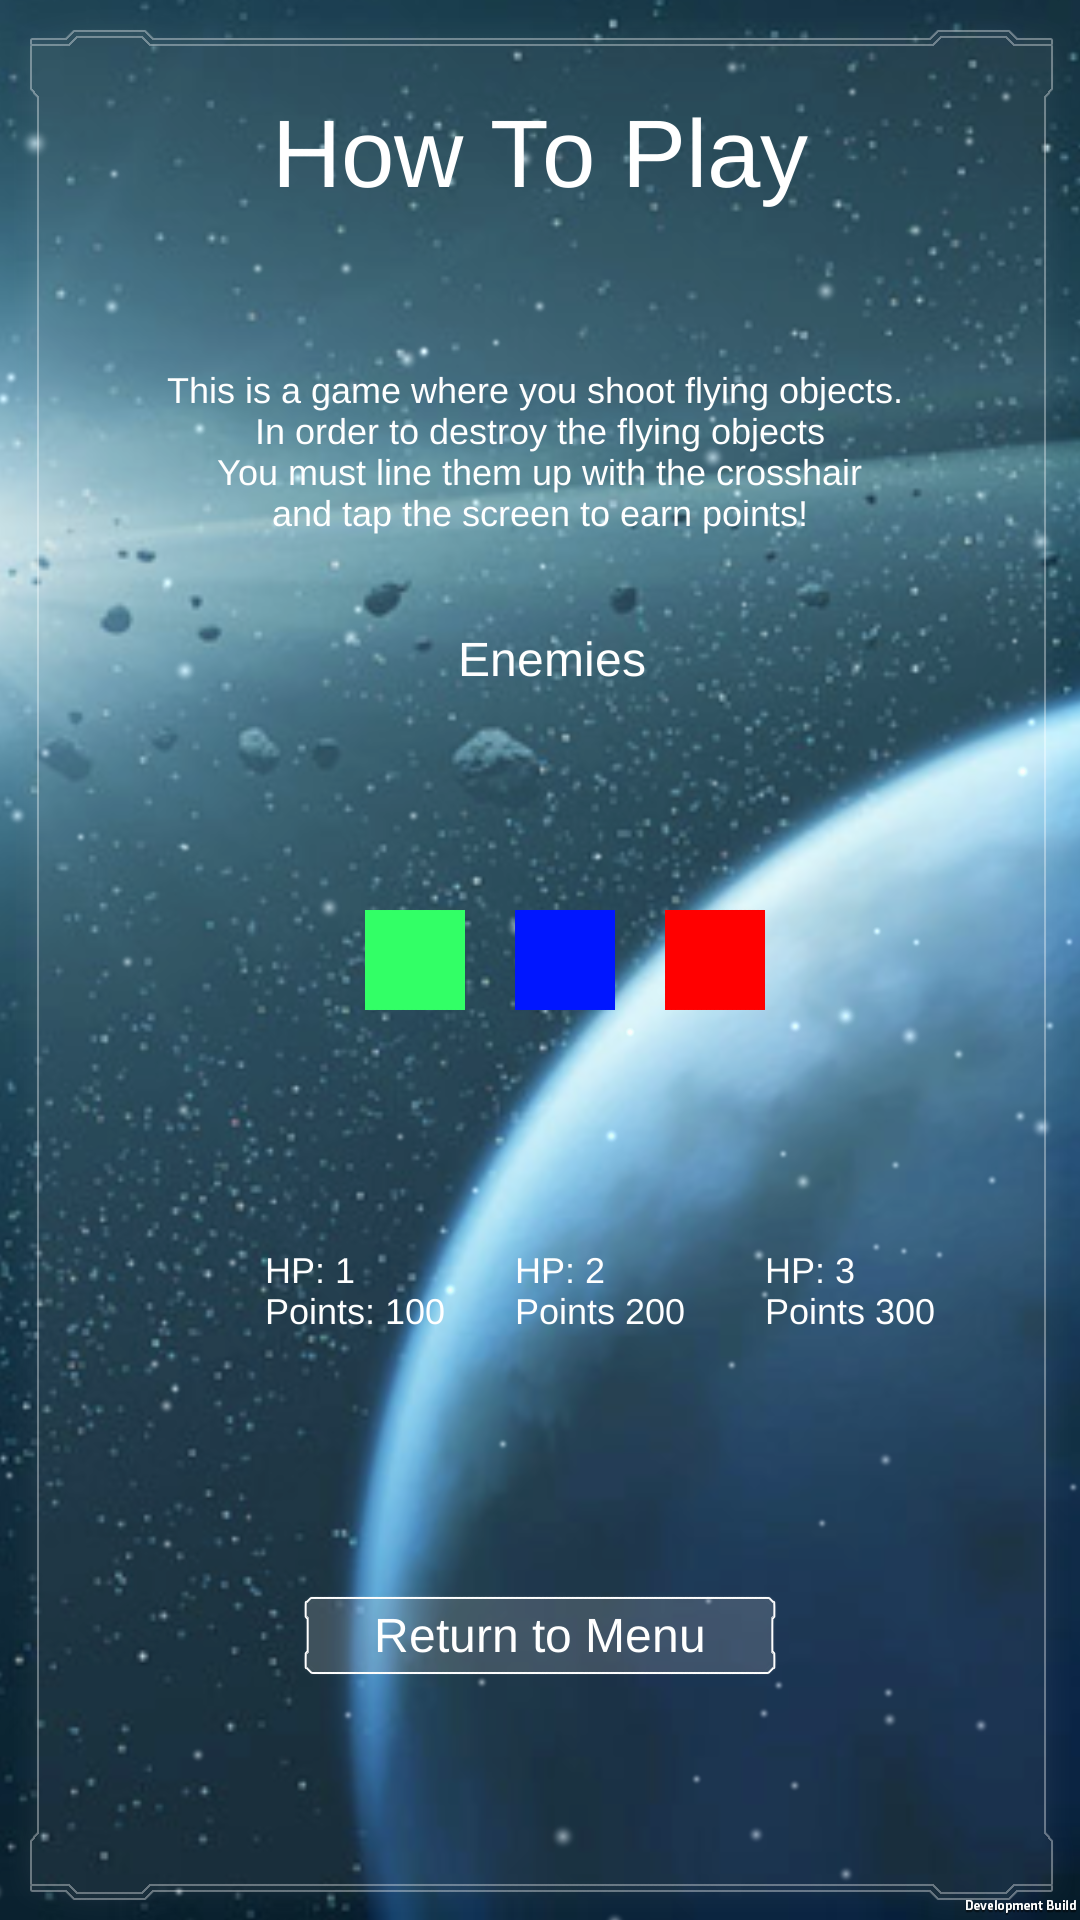 How To Play
This is a game where you shoot flying objects.
In order to destroy the flying objects
You must line them up with the crosshair
and tap the screen to earn points!
Enemies
HP: 1
Points: 100
HP: 2
Points 200
HP: 3
Points 300
Return to Menu
Development Build